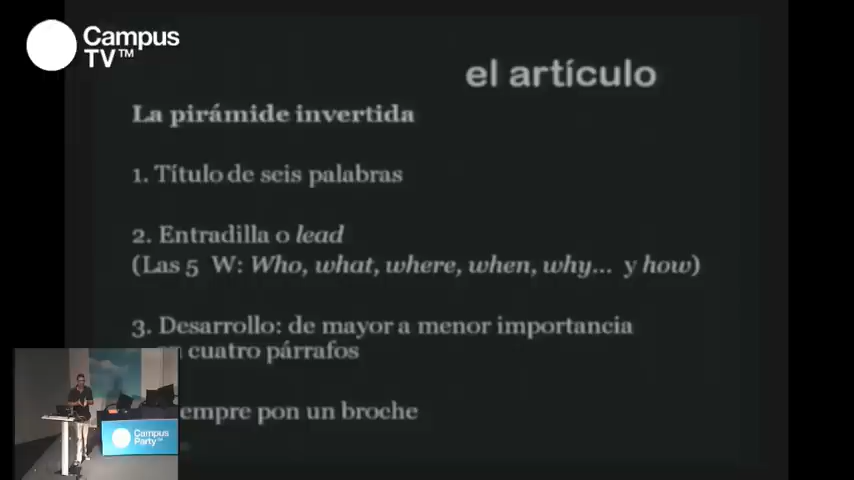 Campus
TV™
el artículo
La pirámide invertida
1. Título de seis palabras
2. Entradilla o lead
(Las 5 W: Who, what, where, when, why... y how)
3. Desarrollo: de mayor a menor importancia
cuatro párrafos
pon un broche
Campus
Party™